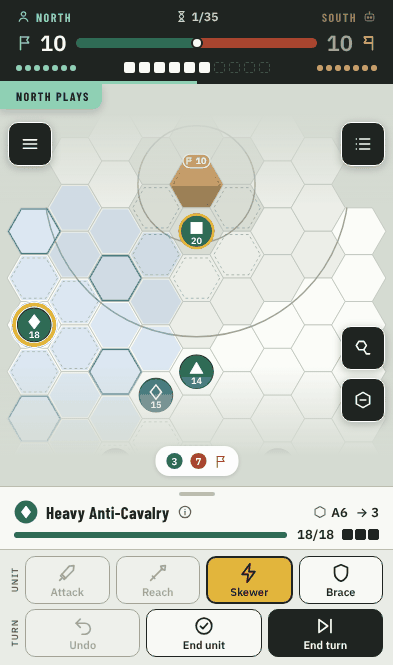 NORTH
1/35
SOUTH
10
10
NORTH PLAYS
10
20
18
14
15
3 7
Heavy Anti-Cavalry
A6 → 3
18/18
UNIT
Attack
Reach
Skewer
Brace
TURN
Undo
End unit
End turn